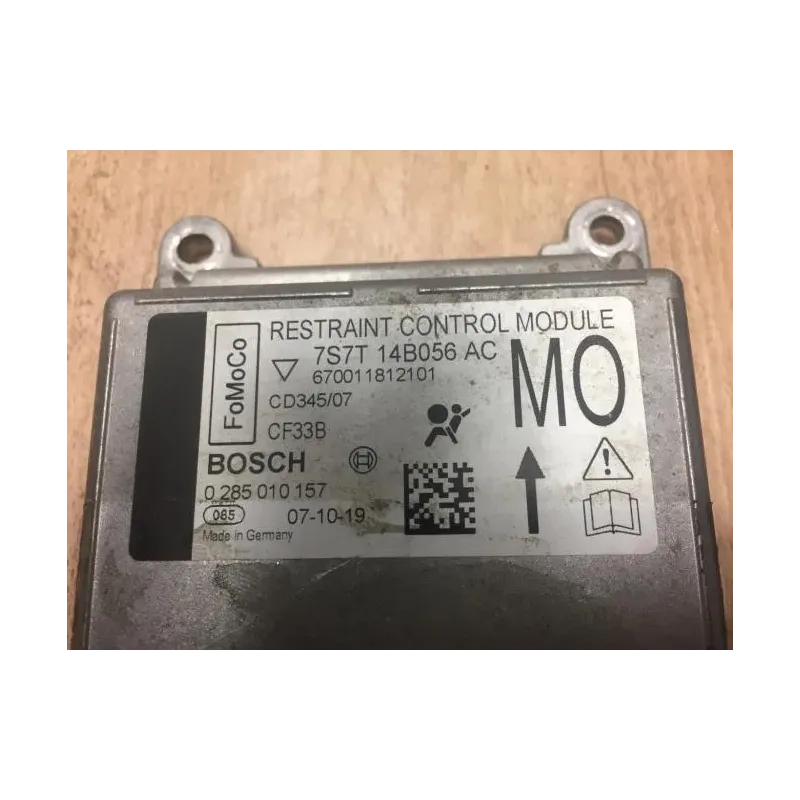 FoMoCo
RESTRAINT CONTROL MODULE
7S7T 14B056 AC
670011812101
MO
CD345/07
CF33B
BOSCH
0 285 010 157
085 07-10-19
Made in Germany